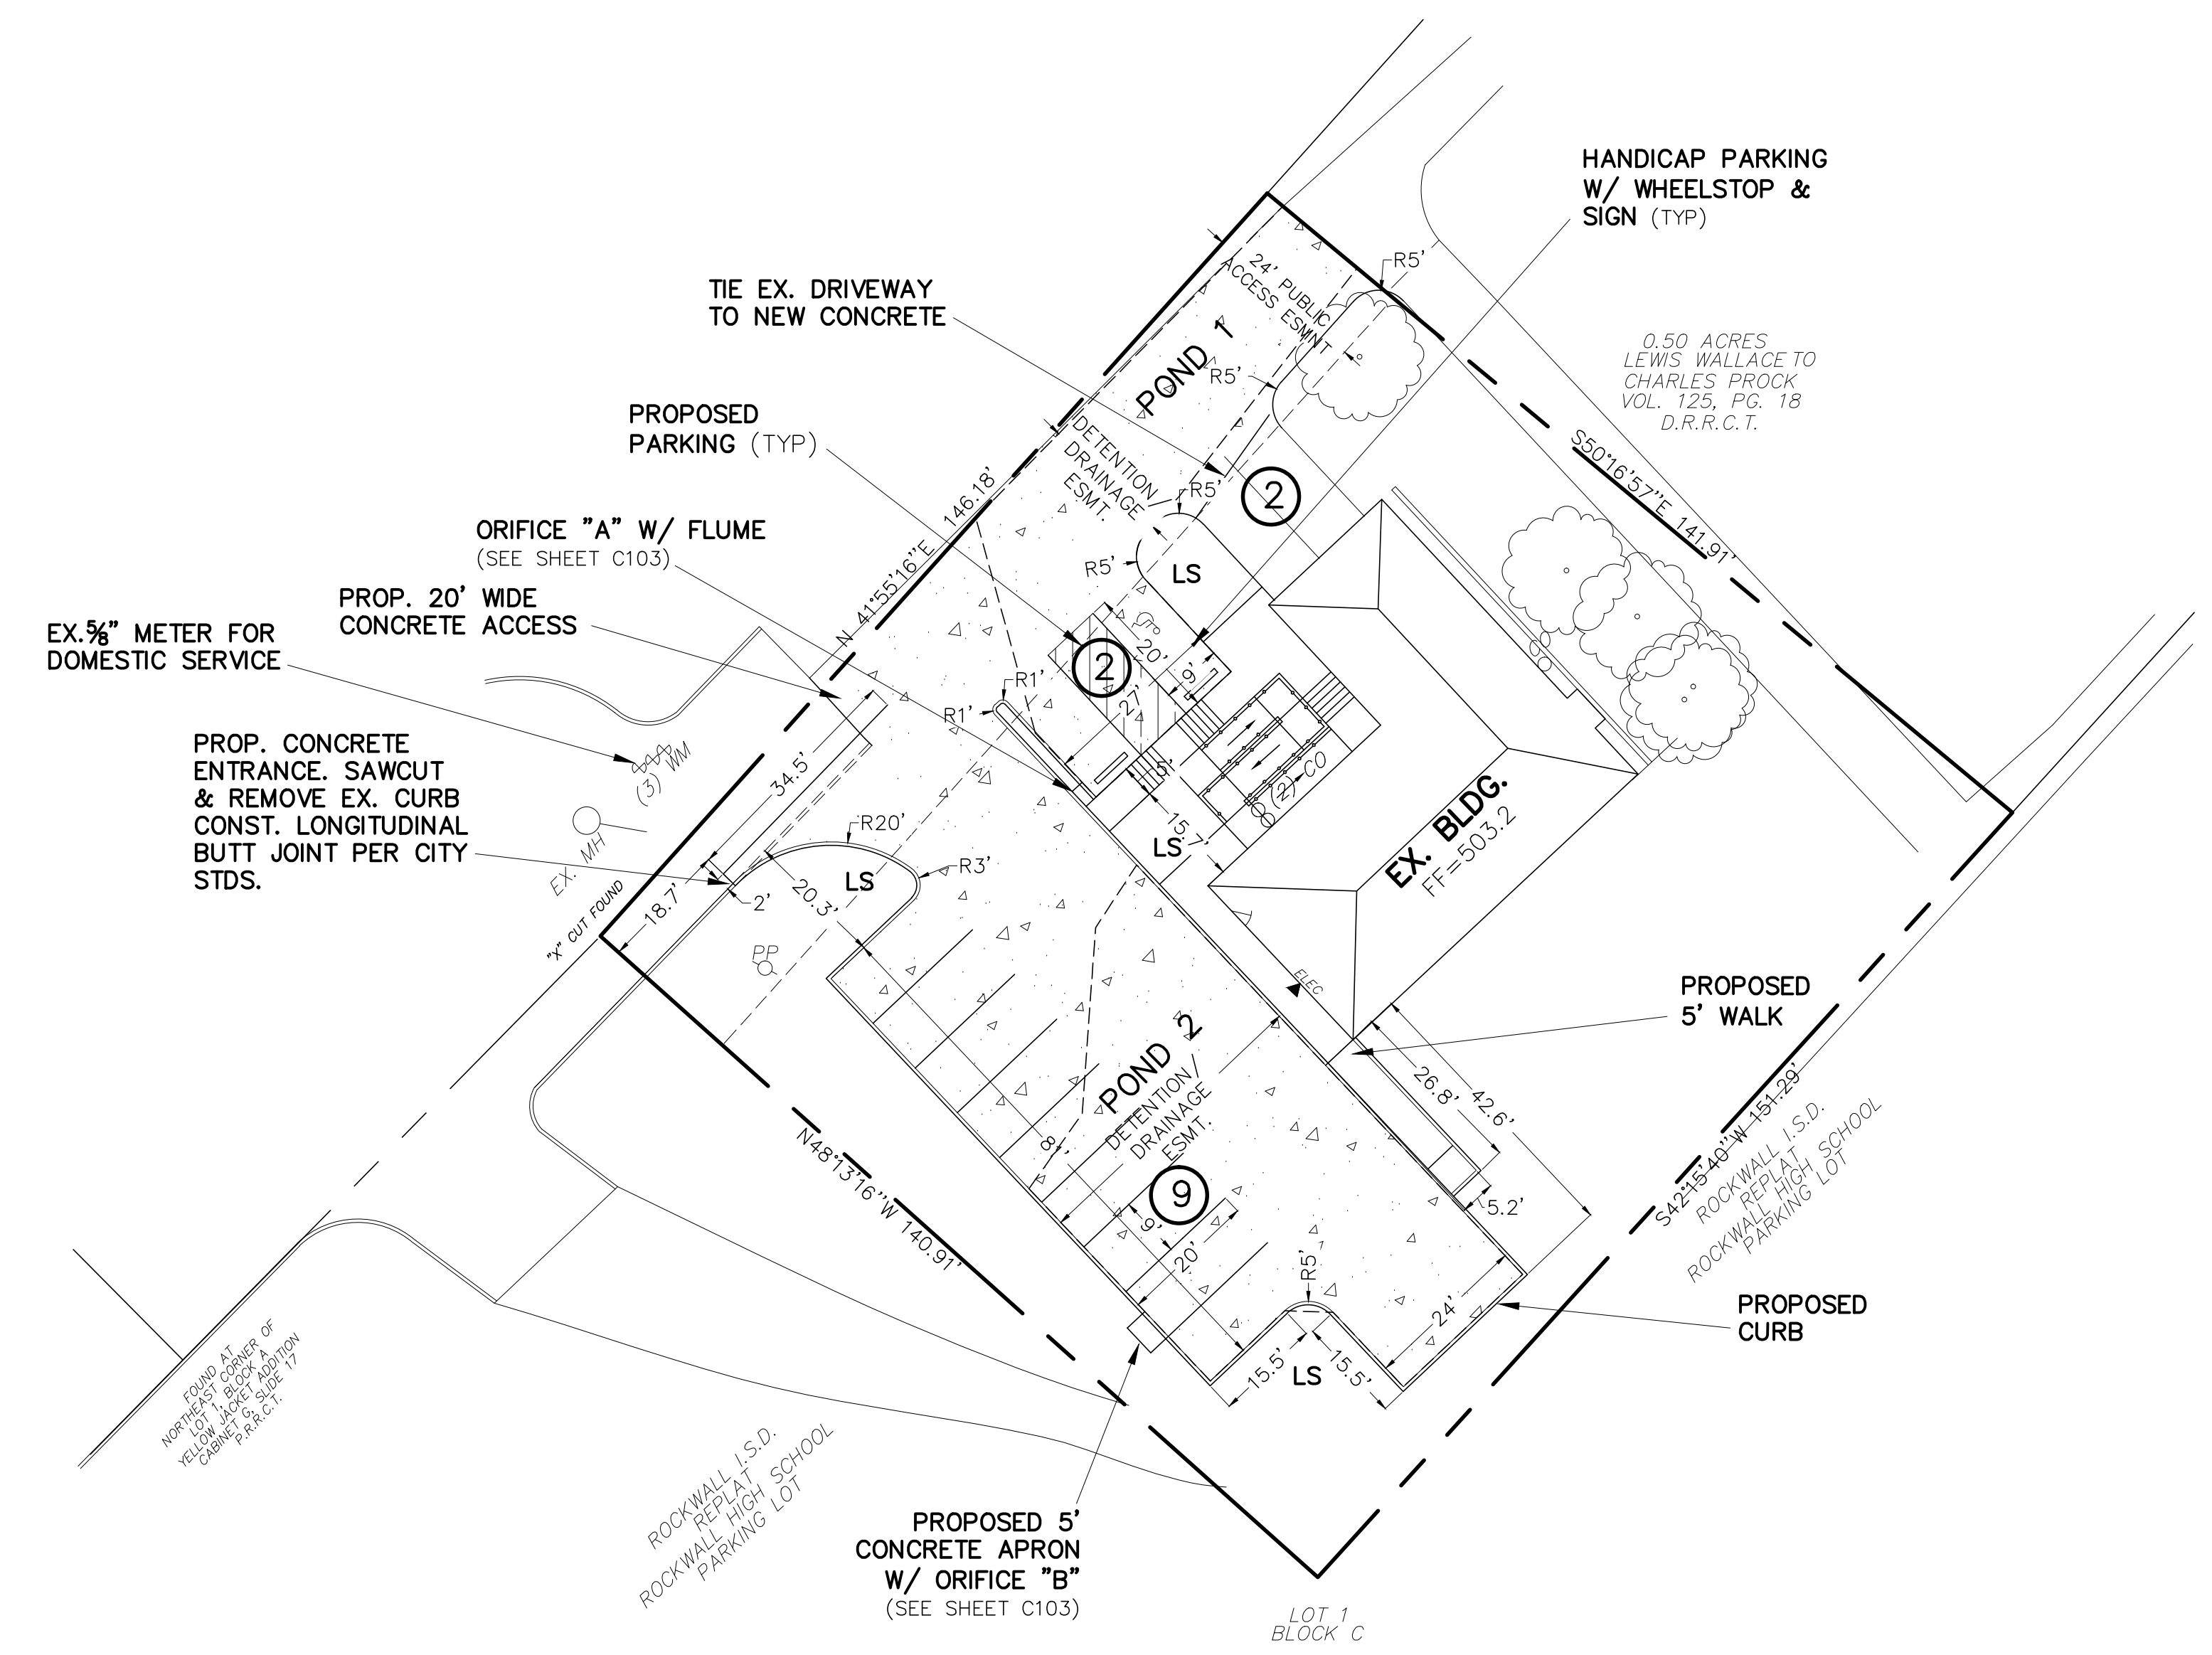 HANDICAP PARKING
W/ WHEELSTOP &
SIGN (TYP)
R5'
24' PUBLIC
ACCESS ESMNT
TIE EX. DRIVEWAY
TO NEW CONCRETE
POND 1
R5'
0.50 ACRES
LEWIS WALLACE TO
CHARLES PROCK
VOL. 125, PG. 18
D.R.R.C.T.
PROPOSED
PARKING (TYP)
DETENTION/
DRAINAGE
ESMT.
S50°16'57"E 141.91'
2
R5'
N 41°55'16"E 146.18'
ORIFICE "A" W/ FLUME
(SEE SHEET C103)
R5'
LS
PROP. 20' WIDE
CONCRETE ACCESS
EX. 5/8" METER FOR
DOMESTIC SERVICE
2
20'
9'
27'
R1'
R1'
PROP. CONCRETE
ENTRANCE. SAWCUT
& REMOVE EX. CURB
CONST. LONGITUDINAL
BUTT JOINT PER CITY
STDS.
(3) WM
34.5'
5'
(2) CO
15.7'
LS
EX. BLDG.
FF=503.2
EX. MH
R20'
R3'
LS
2'
20.3'
18.7'
"X" CUT FOUND
PP
ELEC
PROPOSED
5' WALK
POND 2
DETENTION/
DRAINAGE
ESMT.
26.8'
42.6'
81'
9
9'
20'
5.2'
S42°15'40"W 151.29'
ROCKWALL I.S.D.
REPLAT
ROCKWALL HIGH SCHOOL
PARKING LOT
N48°13'16"W 140.91'
R5'
24'
PROPOSED
CURB
15.5'
15.5'
LS
FOUND AT
NORTHEAST CORNER OF
LOT 1, BLOCK A
YELLOW JACKET ADDITION
CABINET G, SLIDE 17
P.R.R.C.T.
ROCKWALL I.S.D.
REPLAT
ROCKWALL HIGH SCHOOL
PARKING LOT
PROPOSED 5'
CONCRETE APRON
W/ ORIFICE "B"
(SEE SHEET C103)
LOT 1
BLOCK C